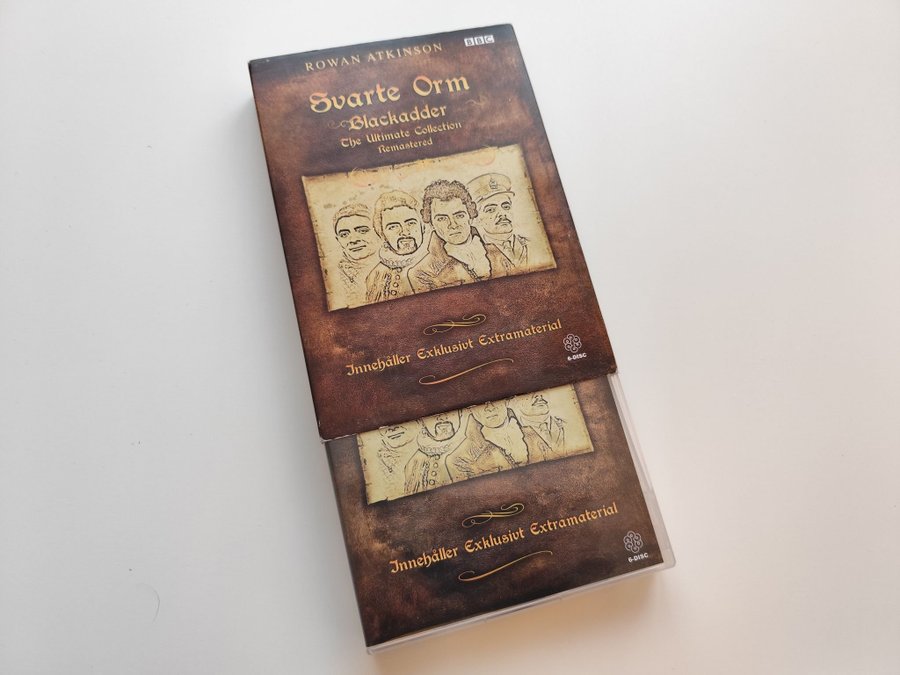 ROWAN ATKINSON
BBC
Svarte Orm
Blackadder
The Ultimate Collection
Remastered
Innehåller Exklusivt Extramaterial
6-DISC
Innehåller Exklusivt Extramaterial
6-DISC